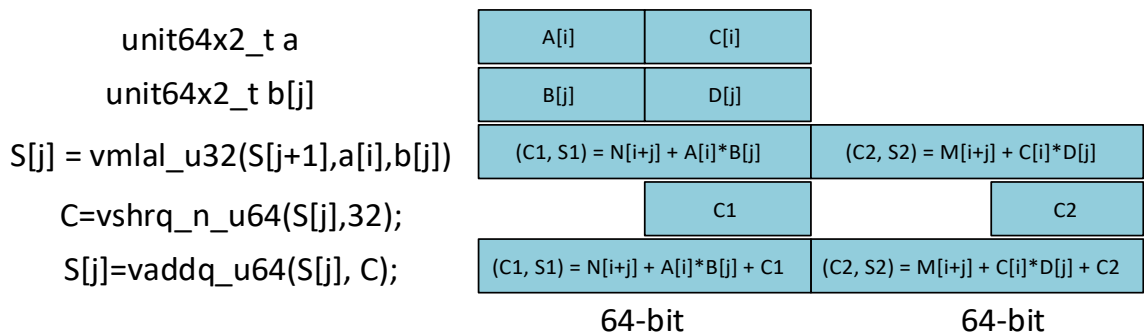 unit64x2_t a
A[i]
C[i]
unit64x2_t b[j]
B[j]
D[j]
S[j] = vmlal_u32(S[j+1],a[i],b[j])
(C1, S1) = N[i+j] + A[i]*B[j]
(C2, S2) = M[i+j] + C[i]*D[j]
C=vshrq_n_u64(S[j],32);
C1
C2
S[j]=vaddq_u64(S[j], C);
(C1, S1) = N[i+j] + A[i]*B[j] + C1
(C2, S2) = M[i+j] + C[i]*D[j] + C2
64-bit
64-bit